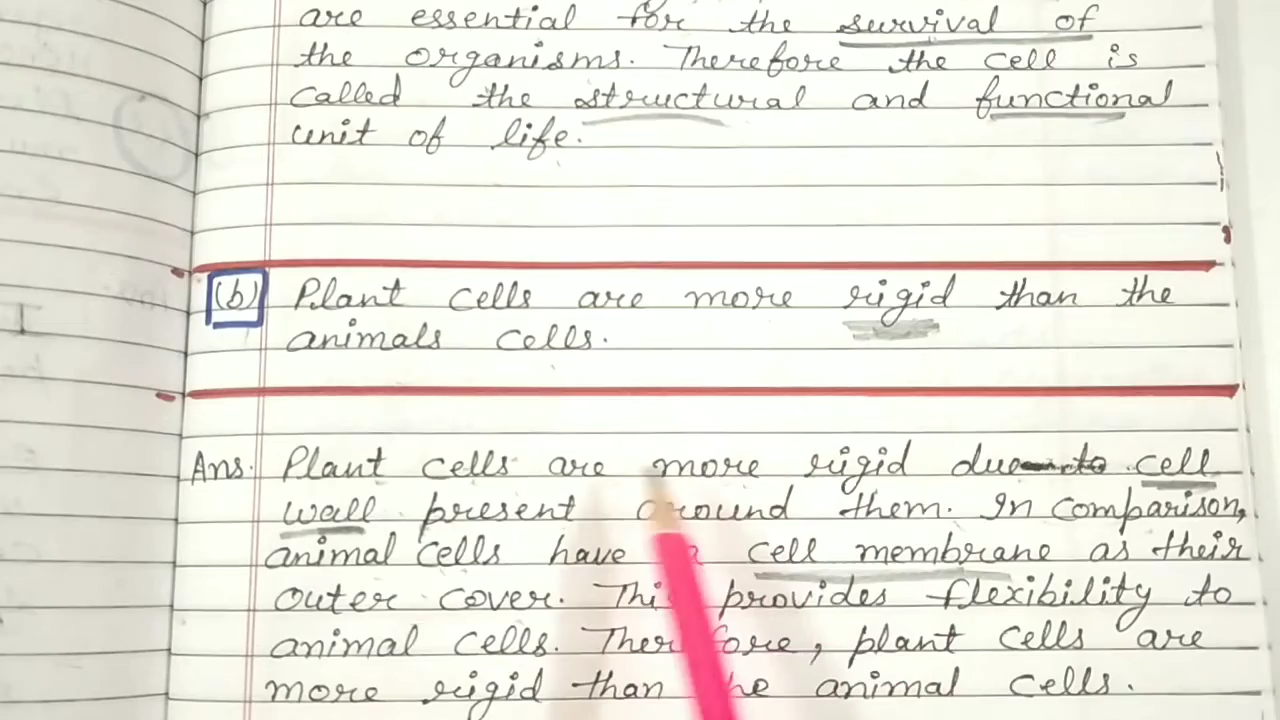 are essential for the survival of
the organisms. Therefore the cell is
called the structural and functional
unit of life.
(b) Plant cells are more rigid than the
animals cells.
Ans. Plant cells are more rigid due to cell
wall present around them. In comparison,
animal cells have a cell membrane as their
outer cover. This provides flexibility to
animal cells. Therefore, plant cells are
more rigid than the animal cells.